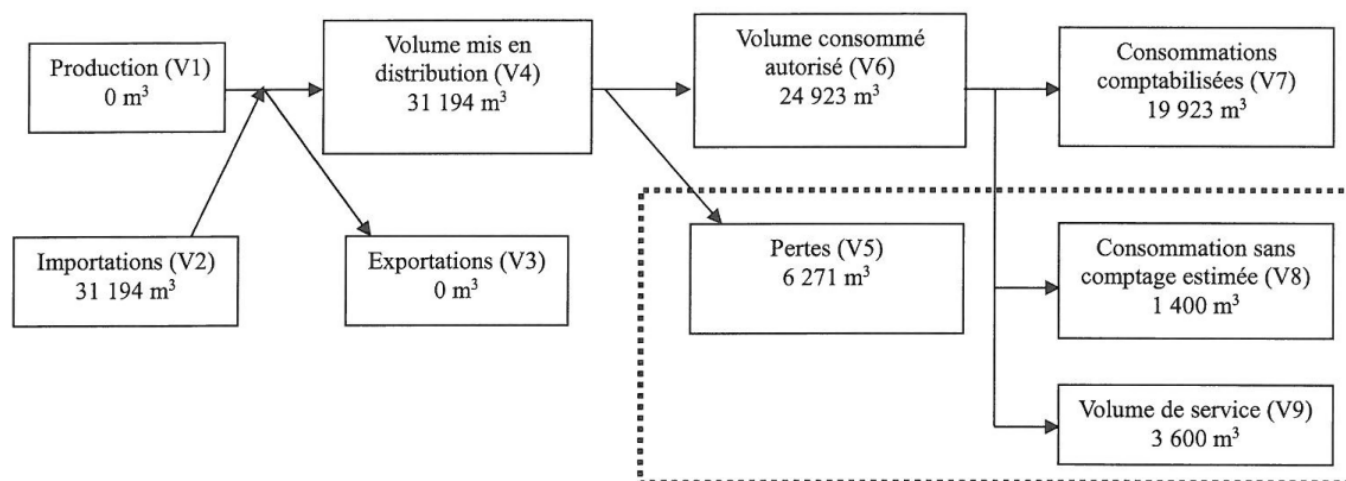 Production (V1)
0 m³
Volume mis en
distribution (V4)
31 194 m³
Volume consommé
autorisé (V6)
24 923 m³
Consommations
comptabilisées (V7)
19 923 m³
Importations (V2)
31 194 m³
Exportations (V3)
0 m³
Pertes (V5)
6 271 m³
Consommation sans
comptage estimée (V8)
1 400 m³
Volume de service (V9)
3 600 m³